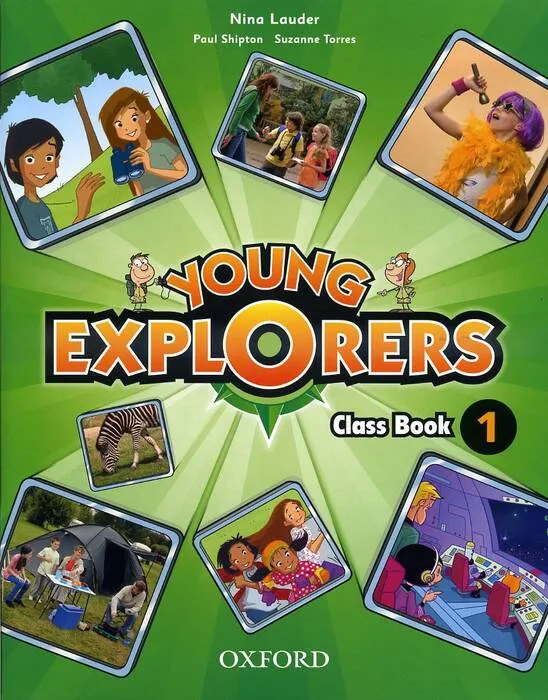 Nina Lauder
Paul Shipton Suzanne Torres
YOUNG
EXPLORERS
Class Book 1
OXFORD